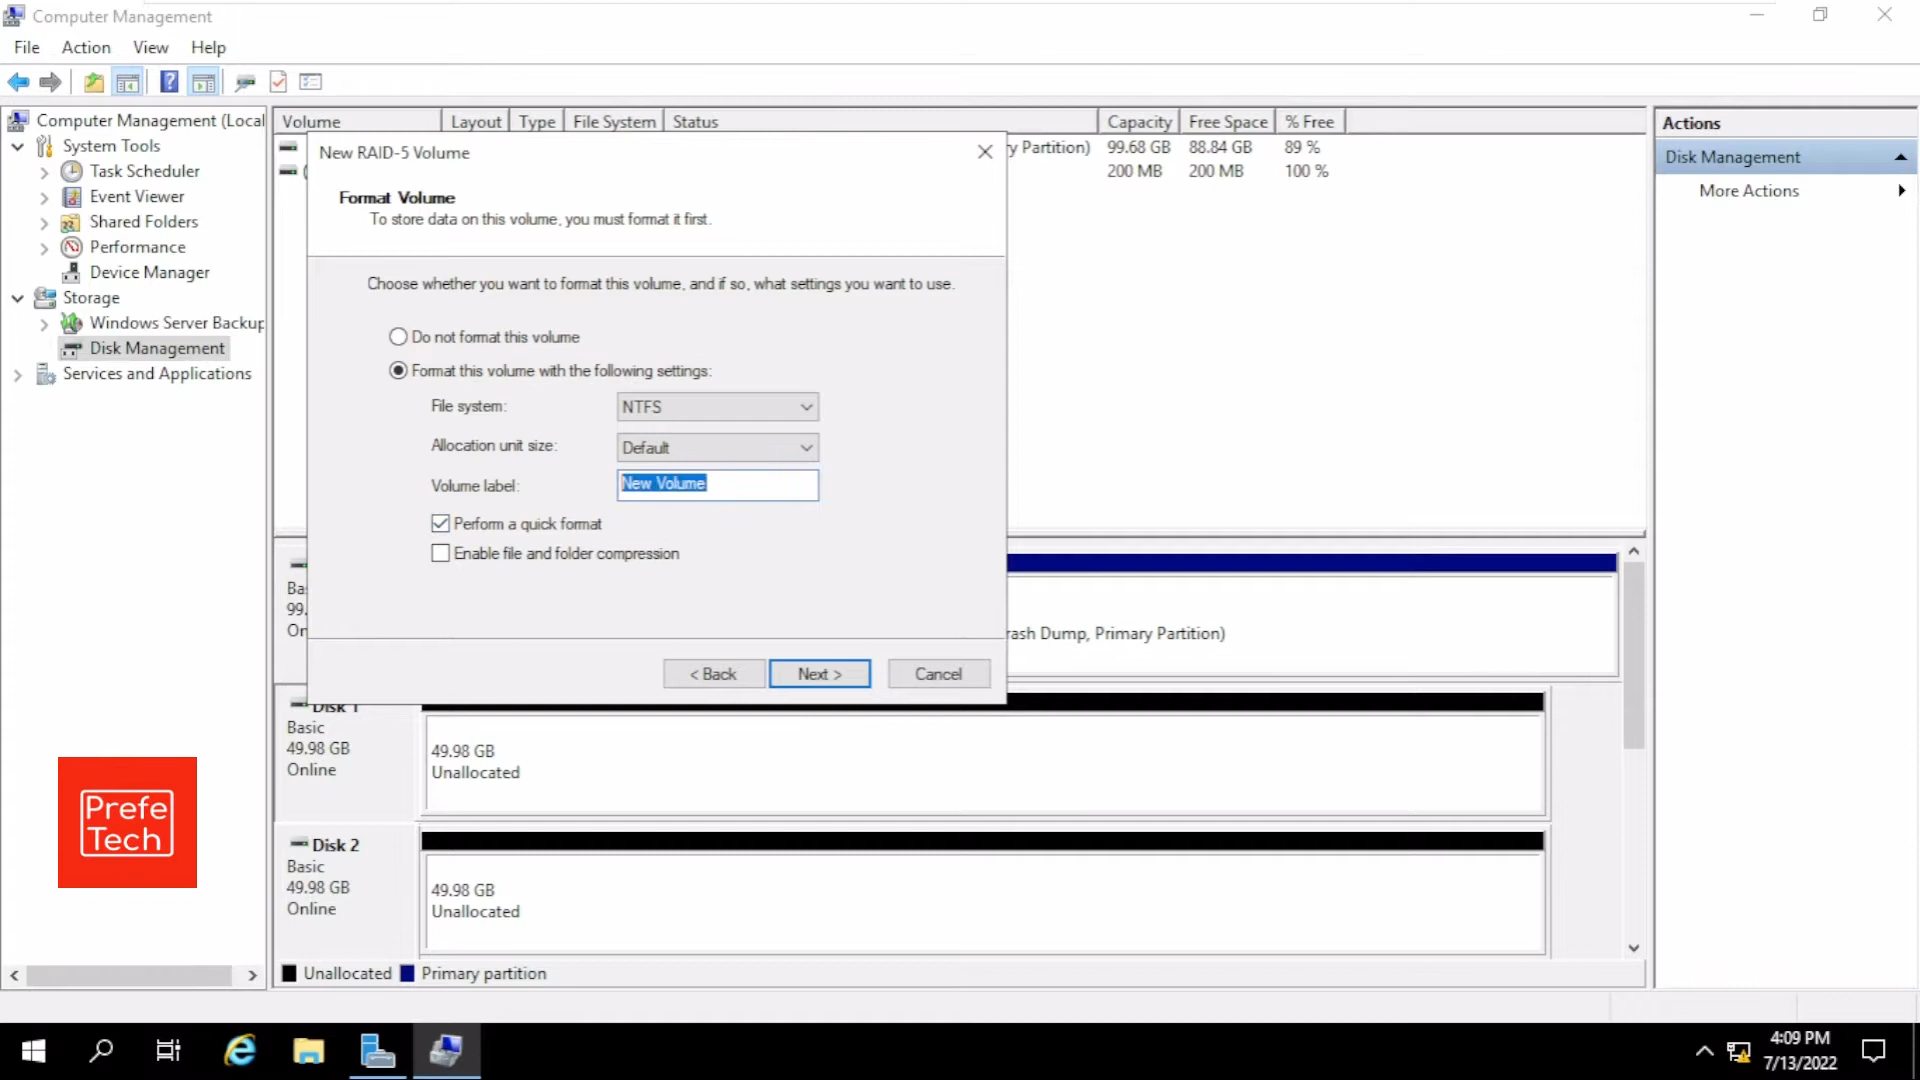 Computer Management
File Action View Help
Computer Management (Local
System Tools
Task Scheduler
Event Viewer
Shared Folders
Performance
Device Manager
Storage
Windows Server Backup
Disk Management
Services and Applications
Volume Layout Type File System Status Capacity Free Space % Free
y Partition) 99.68 GB 88.84 GB 89 %
200 MB 200 MB 100 %
New RAID-5 Volume
Format Volume
To store data on this volume, you must format it first.
Choose whether you want to format this volume, and if so, what settings you want to use.
Do not format this volume
Format this volume with the following settings:
File system: NTFS
Allocation unit size: Default
Volume label: New Volume
Perform a quick format
Enable file and folder compression
< Back Next > Cancel
Ba
99.
On
rash Dump, Primary Partition)
Disk 1
Basic
49.98 GB
Online
49.98 GB
Unallocated
Disk 2
Basic
49.98 GB
Online
49.98 GB
Unallocated
Unallocated Primary partition
Actions
Disk Management
More Actions
Prefe
Tech
4:09 PM
7/13/2022